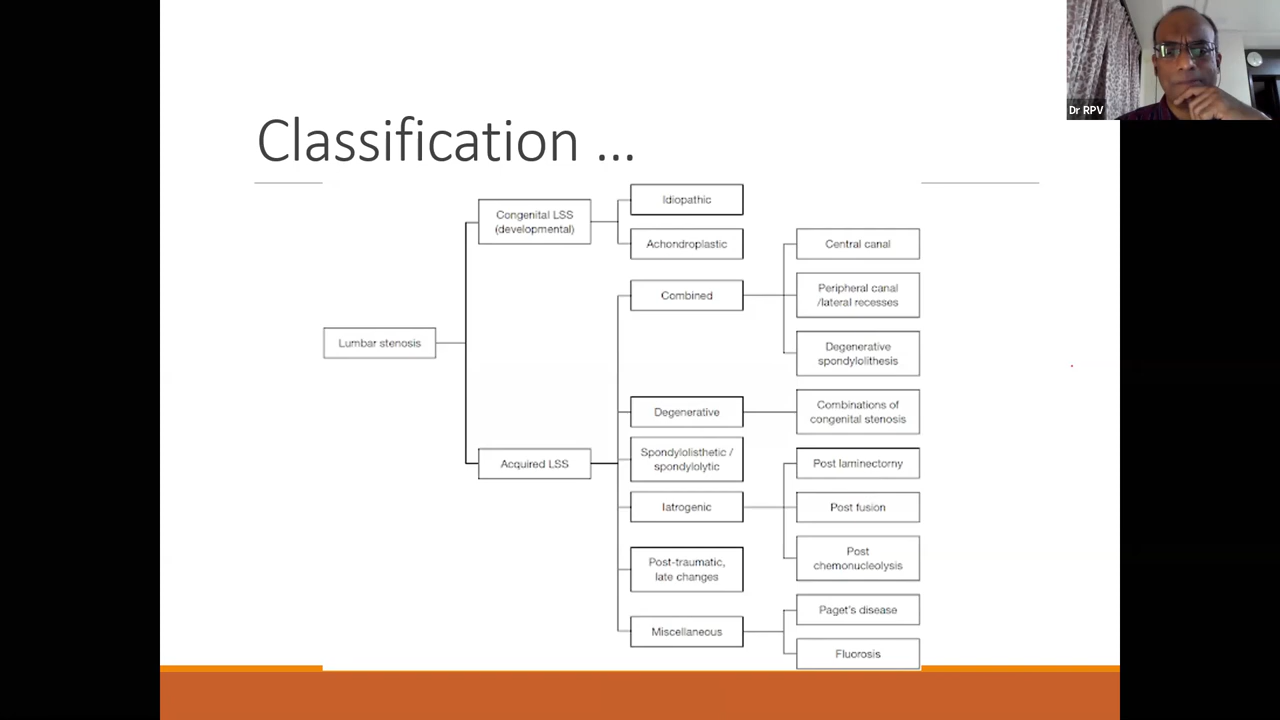 Dr RPV
Classification ...
Idiopathic
Congenital LSS
(developmental)
Achondroplastic
Central canal
Combined
Peripheral canal
/lateral recesses
Lumbar stenosis
Degenerative
spondylolithesis
Degenerative
Combinations of
congenital stenosis
Acquired LSS
Spondylolisthetic /
spondylolytic
Post laminectomy
Iatrogenic
Post fusion
Post
chemonucleolysis
Post-traumatic,
late changes
Paget's disease
Miscellaneous
Fluorosis